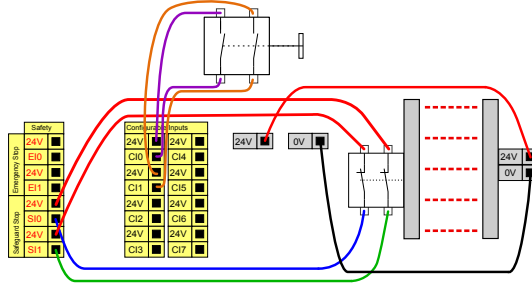 Safety
Emergency Stop
24V
EI0
24V
EI1
Safeguard Stop
24V
SI0
24V
SI1
Configurable Inputs
24V 24V
CI0 CI4
24V 24V
CI1 CI5
24V 24V
CI2 CI6
24V 24V
CI3 CI7
24V
0V
24V
0V